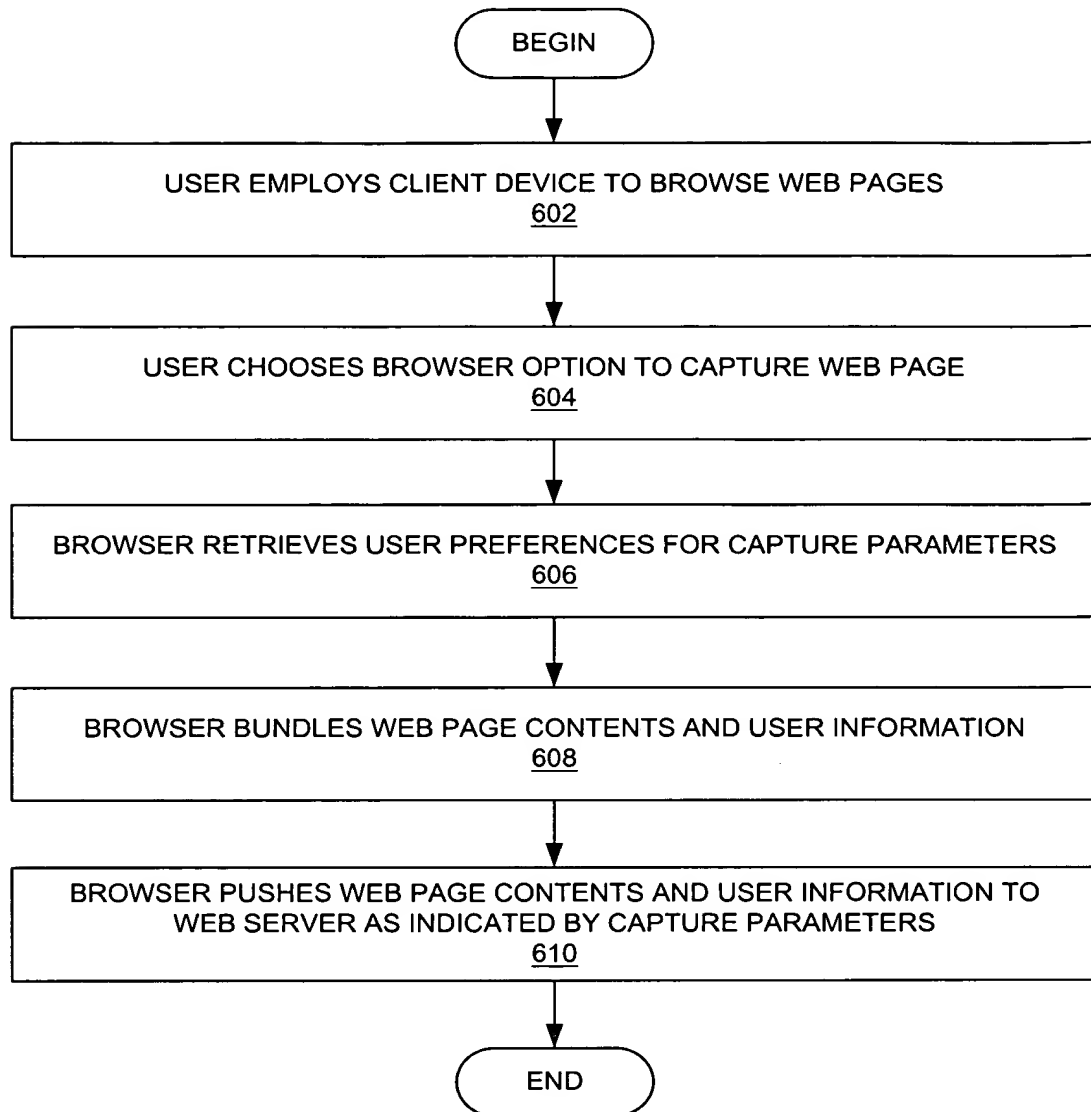 BEGIN
USER EMPLOYS CLIENT DEVICE TO BROWSE WEB PAGES
602
USER CHOOSES BROWSER OPTION TO CAPTURE WEB PAGE
604
BROWSER RETRIEVES USER PREFERENCES FOR CAPTURE PARAMETERS
606
BROWSER BUNDLES WEB PAGE CONTENTS AND USER INFORMATION
608
BROWSER PUSHES WEB PAGE CONTENTS AND USER INFORMATION TO
WEB SERVER AS INDICATED BY CAPTURE PARAMETERS
610
END